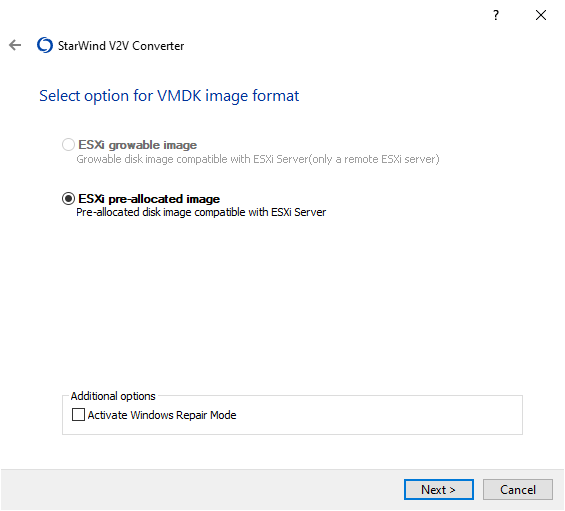 ?
StarWind V2V Converter
Select option for VMDK image format
ESXi growable image
Growable disk image compatible with ESXi Server(only a remote ESXi server)
ESXi pre-allocated image
Pre-allocated disk image compatible with ESXi Server
Additional options
Activate Windows Repair Mode
Next >
Cancel